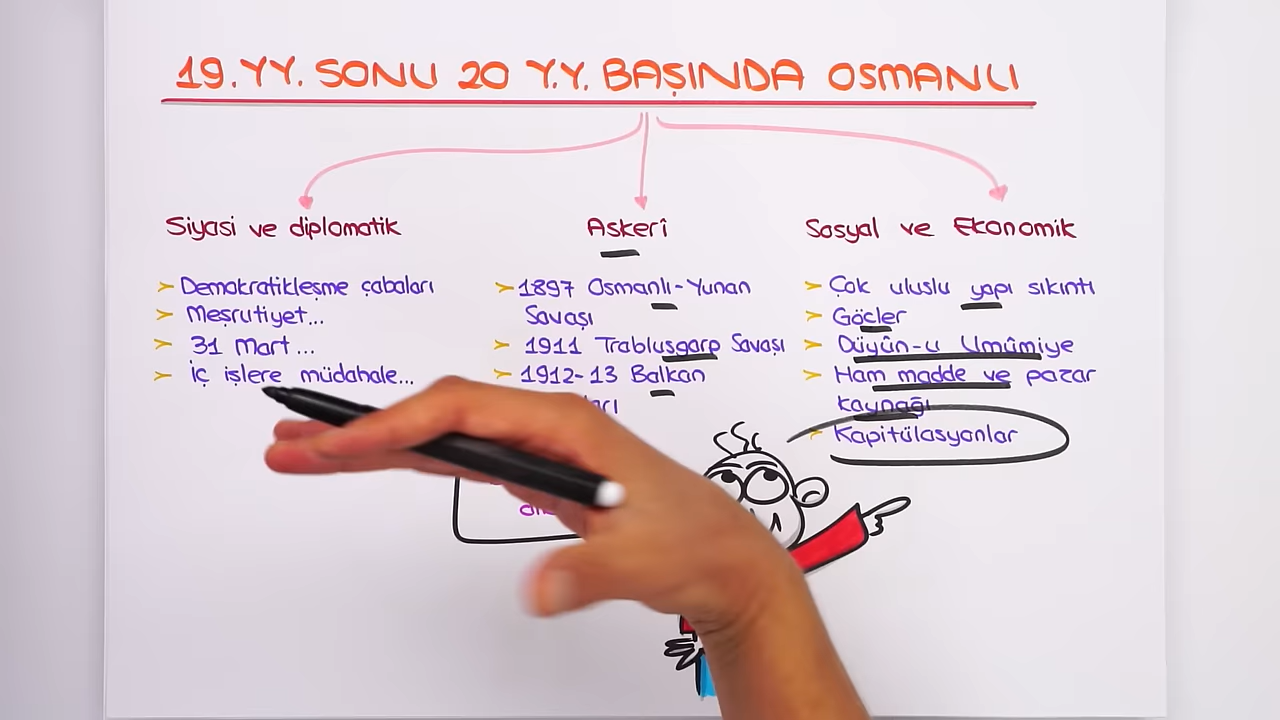 19. YY. SONU 20 Y.Y. BAŞINDA OSMANLI
Siyasi ve diplomatik
➤ Demokratikleşme çabaları
➤ Meşrutiyet...
➤ 31 Mart...
➤ İç işlere müdahale...
Askerî
➤ 1897 Osmanlı-Yunan
Savaşı
➤ 1911 Trablusgarp Savaşı
➤ 1912-13 Balkan
Sosyal ve Ekonomik
➤ Çok uluslu yapı sıkıntı
➤ Göçler
➤ Düyûn-u Umûmiye
➤ Ham madde ve pazar
kaynağı
➤ Kapitülasyonlar